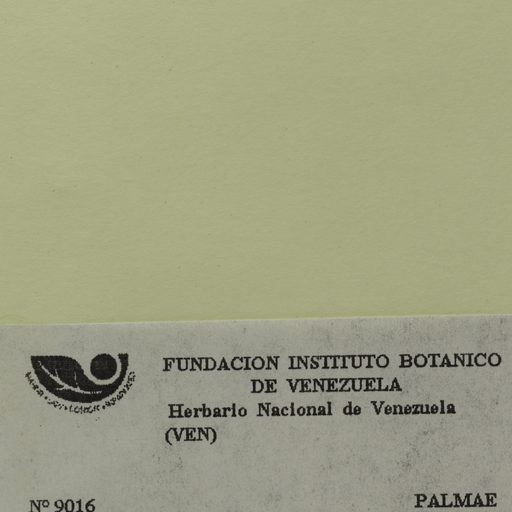 FUNDACION INSTITUTO BOTANICO
DE VENEZUELA
Herbario Nacional de Venezuela
(VEN)
Nº 9016 PALMAE